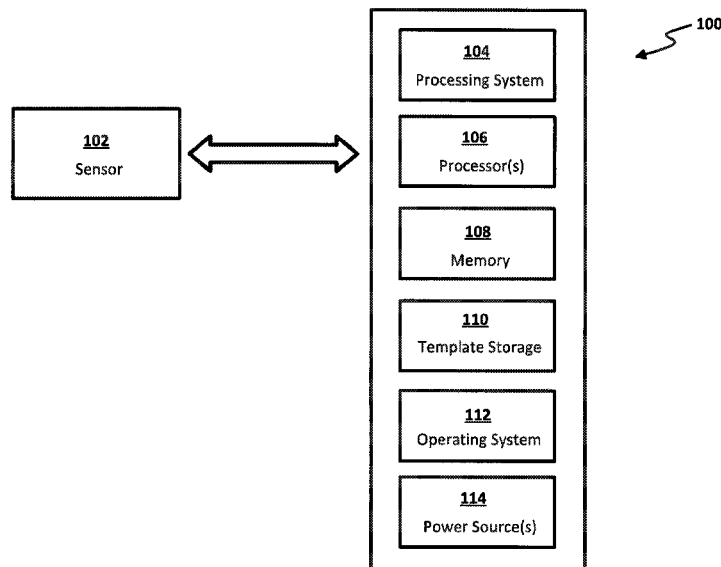 100
104
Processing System
102
Sensor
106
Processor(s)
108
Memory
110
Template Storage
112
Operating System
114
Power Source(s)